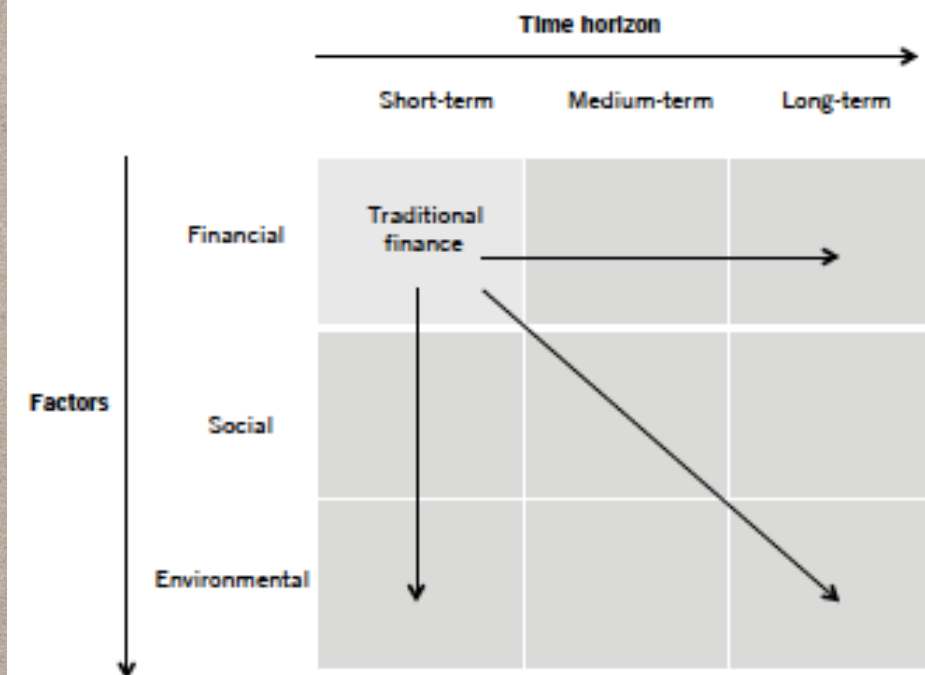 Time horizon
Short-term Medium-term Long-term
Traditional
finance
Financial
Factors
Social
Environmental